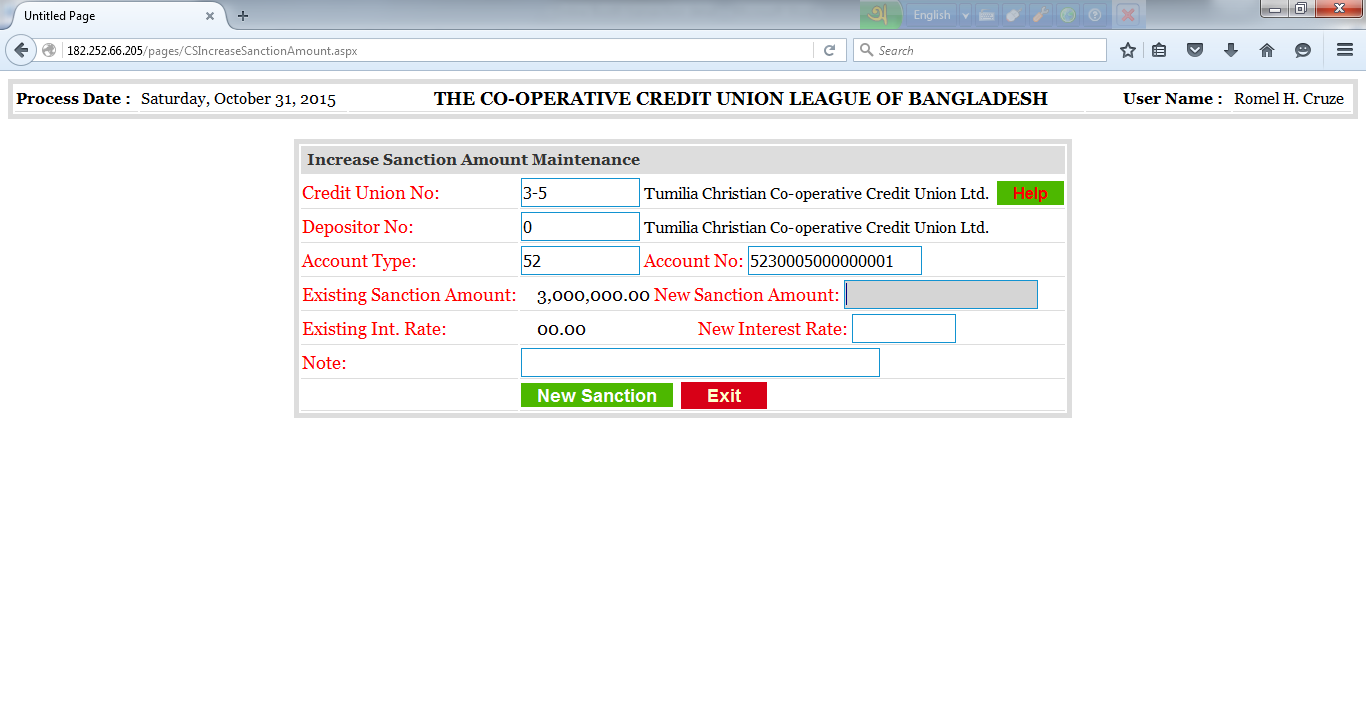 Untitled Page
অ English
182.252.66.205/pages/CSIncreaseSanctionAmount.aspx Search
Process Date : Saturday, October 31, 2015 THE CO-OPERATIVE CREDIT UNION LEAGUE OF BANGLADESH User Name : Romel H. Cruze
Increase Sanction Amount Maintenance
Credit Union No: 3-5 Tumilia Christian Co-operative Credit Union Ltd. Help
Depositor No: 0 Tumilia Christian Co-operative Credit Union Ltd.
Account Type: 52 Account No: 5230005000000001
Existing Sanction Amount: 3,000,000.00 New Sanction Amount:
Existing Int. Rate: 00.00 New Interest Rate:
Note:
New Sanction Exit